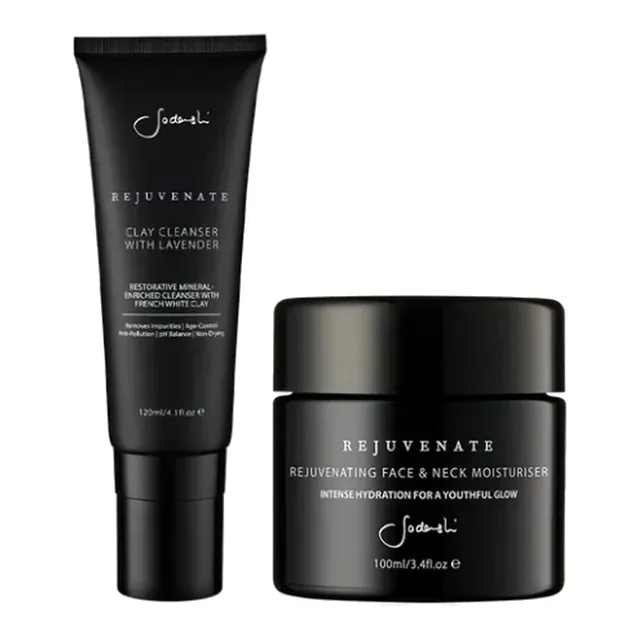 Sodashi
REJUVENATE
CLAY CLEANSER
WITH LAVENDER
RESTORATIVE MINERAL-
ENRICHED CLEANSER WITH
FRENCH WHITE CLAY
Removes Impurities | Age-Control
Anti-Pollution | pH Balance | Non-Drying
120ml/4.1fl.oz ℮
REJUVENATE
REJUVENATING FACE & NECK MOISTURISER
INTENSE HYDRATION FOR A YOUTHFUL GLOW
Sodashi
100ml/3.4fl.oz ℮